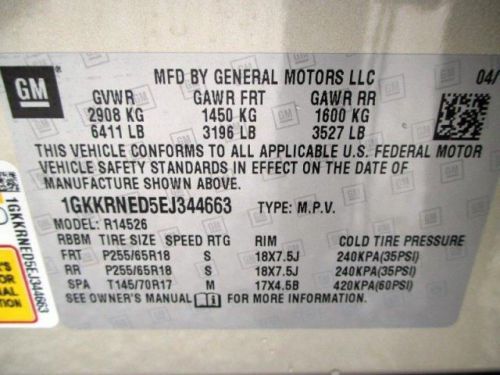 GM
MFD BY GENERAL MOTORS LLC 04/
GVWR GAWR FRT GAWR RR
2908 KG 1450 KG 1600 KG
6411 LB 3196 LB 3527 LB
THIS VEHICLE CONFORMS TO ALL APPLICABLE U.S. FEDERAL MOTOR
VEHICLE SAFETY STANDARDS IN EFFECT ON THE DATE OF
MANUFACTURE SHOWN ABOVE.
1GKKRNED5EJ344663 TYPE: M.P.V.
MODEL: R14526
RBBM TIRE SIZE SPEED RTG RIM COLD TIRE PRESSURE
FRT P255/65R18 S 18X7.5J 240KPA(35PSI)
RR P255/65R18 S 18X7.5J 240KPA(35PSI)
SPA T145/70R17 M 17X4.5B 420KPA(60PSI)
SEE OWNER'S MANUAL FOR MORE INFORMATION.
1GKKRNED5EJ344663